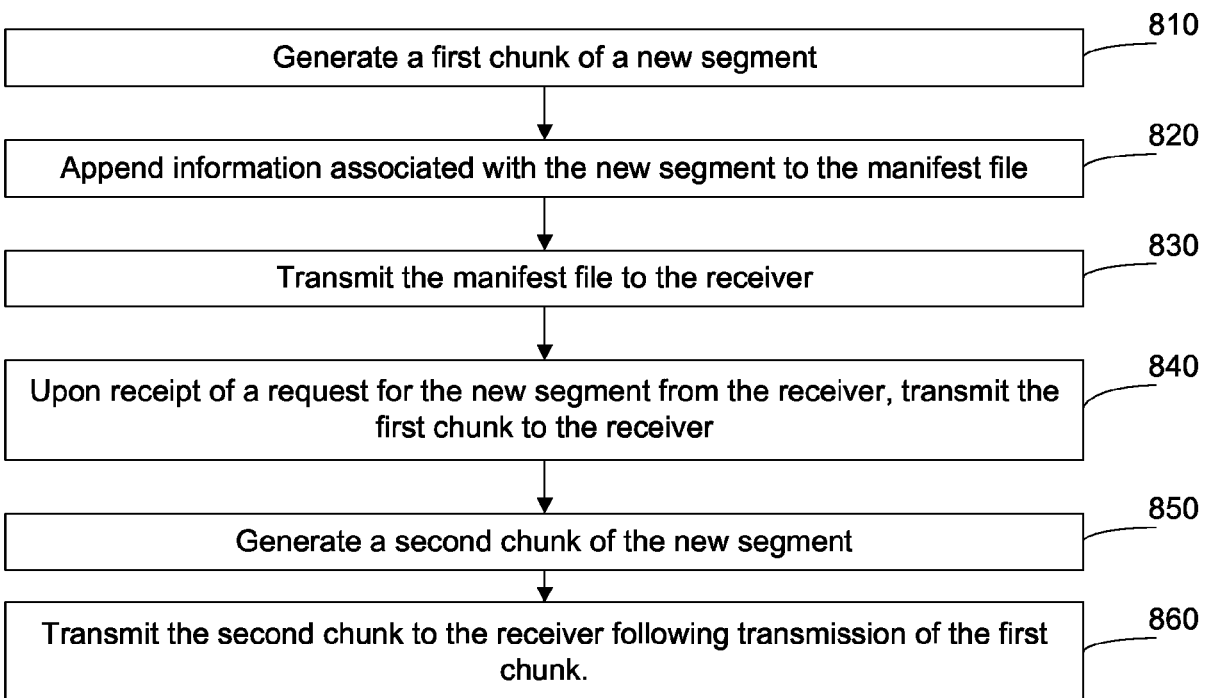 810
Generate a first chunk of a new segment
820
Append information associated with the new segment to the manifest file
830
Transmit the manifest file to the receiver
840
Upon receipt of a request for the new segment from the receiver, transmit the
first chunk to the receiver
850
Generate a second chunk of the new segment
860
Transmit the second chunk to the receiver following transmission of the first
chunk.